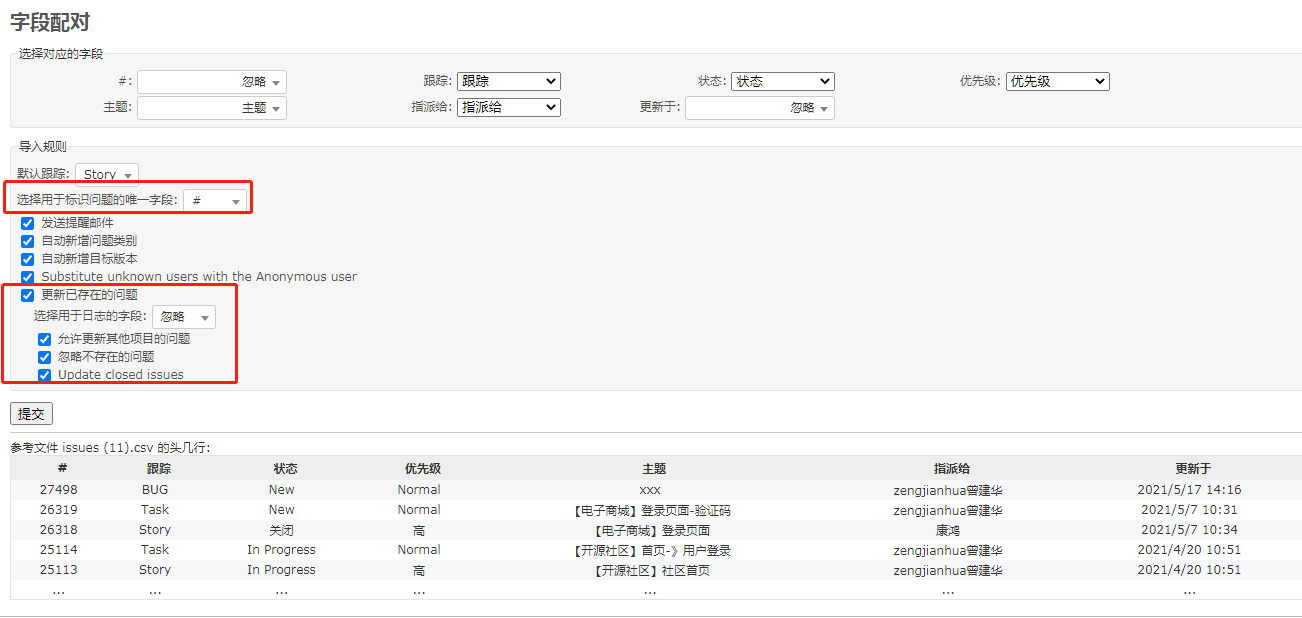 字段配对
选择对应的字段
#: 忽略 跟踪: 跟踪 状态: 状态 优先级: 优先级
主题: 主题 指派给: 指派给 更新于: 忽略
导入规则
默认跟踪: Story
选择用于标识问题的唯一字段: #
发送提醒邮件
自动新增问题类别
自动新增目标版本
Substitute unknown users with the Anonymous user
更新已存在的问题
选择用于日志的字段: 忽略
允许更新其他项目的问题
忽略不存在的问题
Update closed issues
提交
参考文件 issues (11).csv 的头几行:
# 跟踪 状态 优先级 主题 指派给 更新于
27498 BUG New Normal xxx zengjianhua曾建华 2021/5/17 14:16
26319 Task New Normal 【电子商城】登录页面-验证码 zengjianhua曾建华 2021/5/7 10:31
26318 Story 关闭 高 【电子商城】登录页面 康鸿 2021/5/7 10:34
25114 Task In Progress Normal 【开源社区】首页-》用户登录 zengjianhua曾建华 2021/4/20 10:51
25113 Story In Progress 高 【开源社区】社区首页 zengjianhua曾建华 2021/4/20 10:51
... ... ... ... ... ... ...